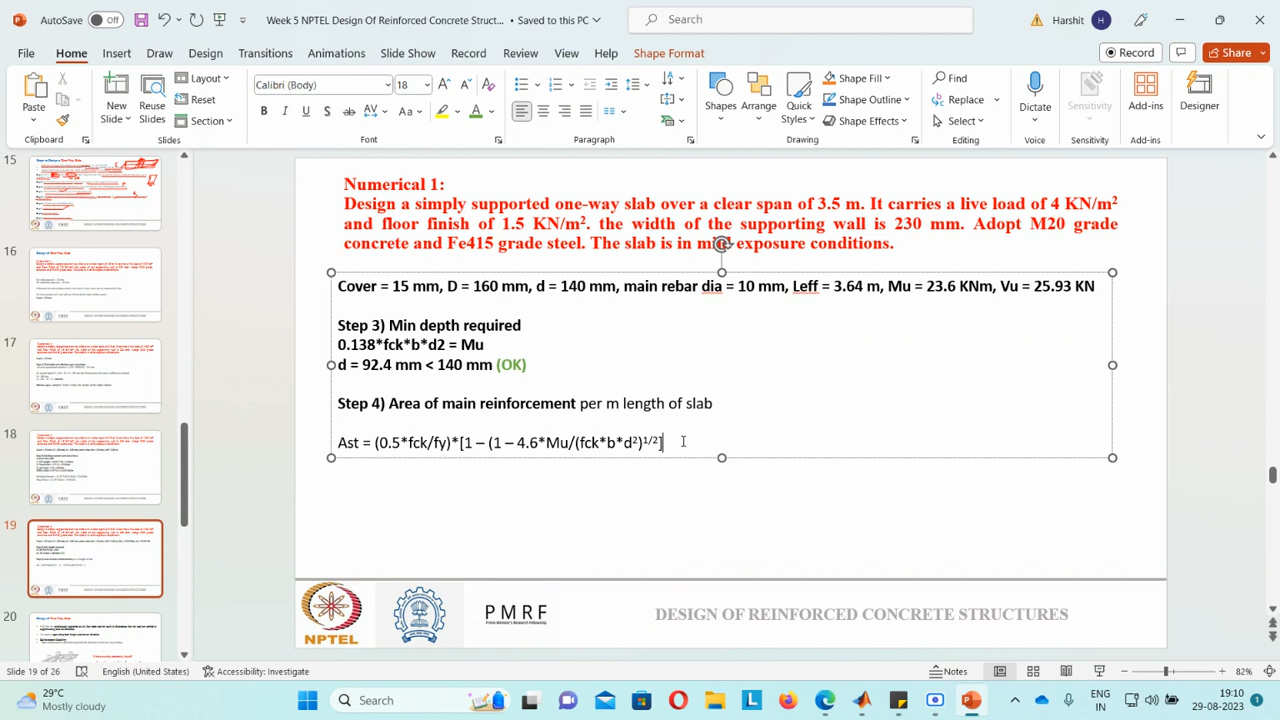 AutoSave Off Week 5 NPTEL Design Of Reinforced Concrete Struct... • Saved to this PC Search Harshit H
File Home Insert Draw Design Transitions Animations Slide Show Record Review View Help Shape Format Record Share
Paste New Slide Reuse Slides Layout Reset Section Calibri (Body) 18 Shapes Arrange Quick Styles Shape Fill Shape Outline Shape Effects Find Replace Select Dictate Sensitivity Add-ins Designer
Clipboard Slides Font Paragraph Drawing Editing Voice Sensitivity Add-ins
15
16
17
18
19
20
umerical 1:
Design a simply supported one-way slab over a clear span of 3.5 m. It carries a live load of 4 KN/m²
and floor finish of 1.5 KN/m². the width of the supporting wall is 230 mm. Adopt M20 grade
concrete and Fe415 grade steel. The slab is in exposure conditions.
Cover = 15 mm, D = d = 140 mm, main rebar dia = 10 mm, Leff = 3.64 m, Mu = 23.6 KNm, Vu = 25.93 KN
Step 3) Min depth required
0.138*fck*b*d2 = Mu
d = 92.4 mm < 140 mm (OK)
Step 4) Area of main reinforcement per m length of slab
Ast = (0.5*fck/fy)*[1 – (1- 4.6*Mu/(fck*b*d²)¹/²]
NPTEL
PMRF
DESIGN OF REINFORCED CONCRETE STRUCTURES
Slide 19 of 26 English (United States) Accessibility: Investigate Notes 82%
29°C
Mostly cloudy
Search
ENG
IN
19:10
29-08-2023